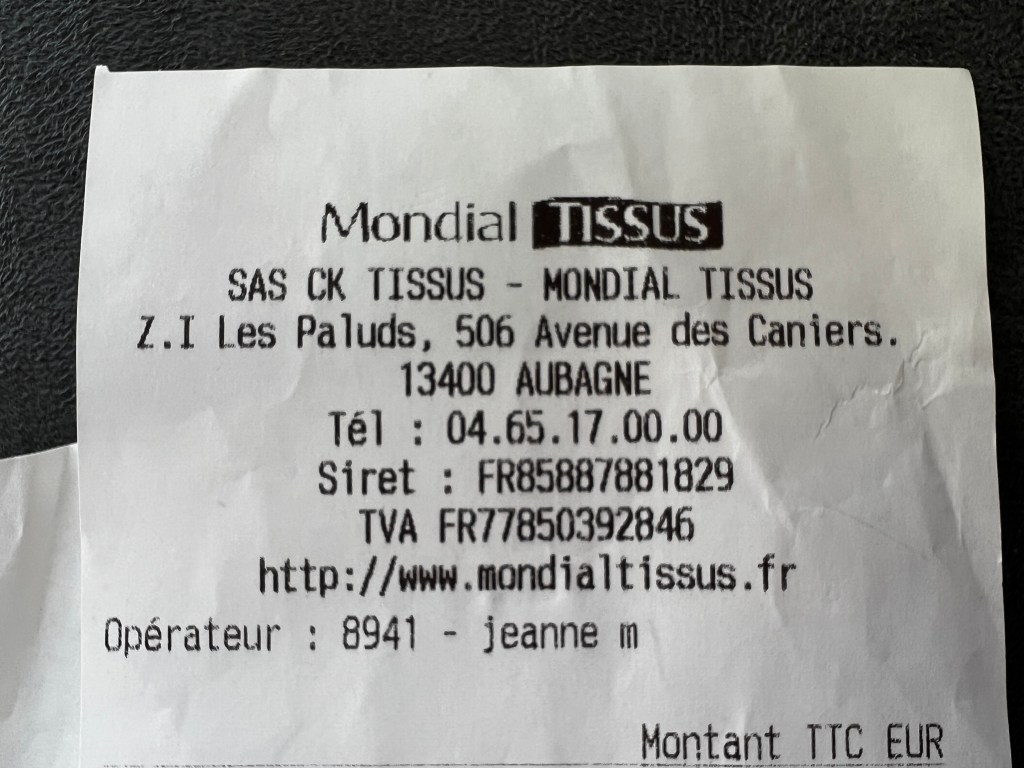 Mondial TISSUS
SAS CK TISSUS - MONDIAL TISSUS
Z.I Les Paluds, 506 Avenue des Caniers.
13400 AUBAGNE
Tél : 04.65.17.00.00
Siret : FR85887881829
TVA FR77850392846
http://www.mondialtissus.fr
Opérateur : 8941 - jeanne m
Montant TTC EUR